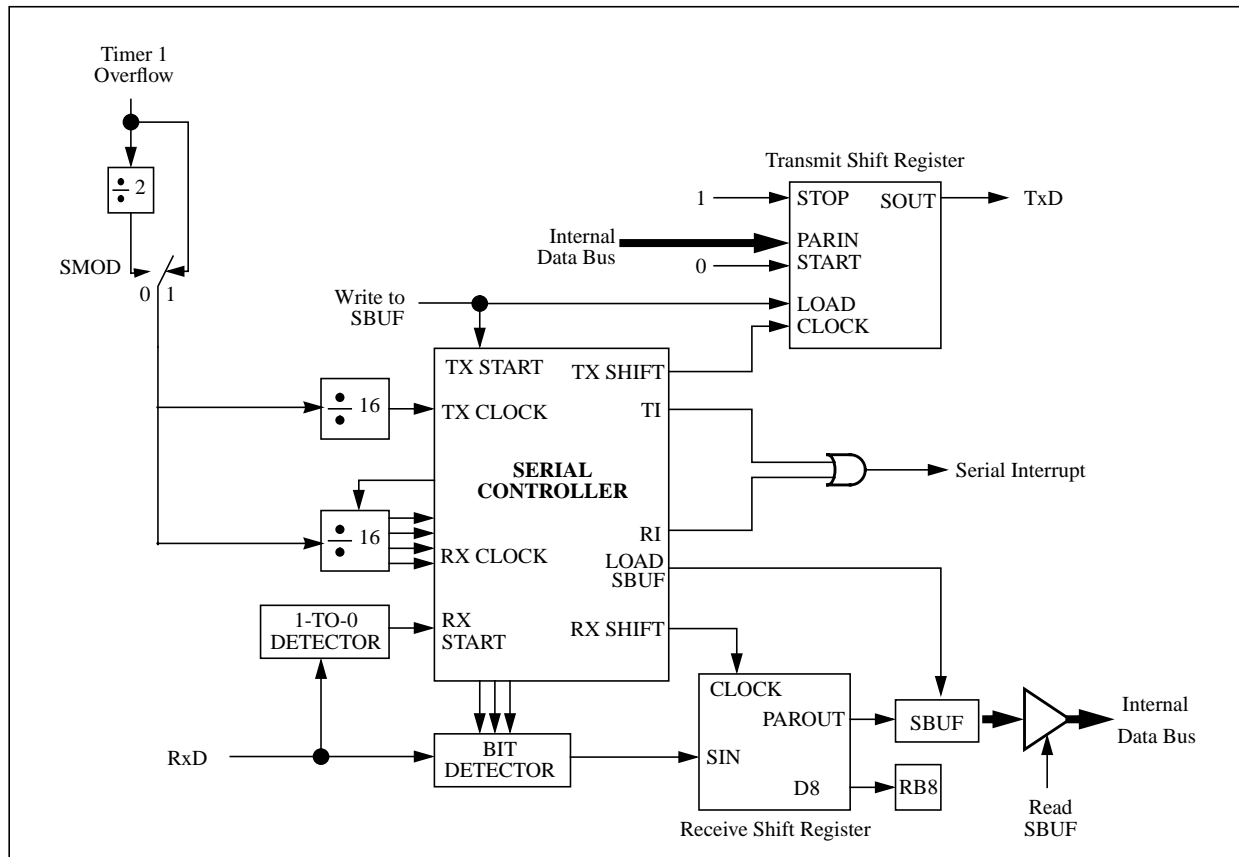 Timer 1
Overflow
÷ 2
SMOD
0 1
Transmit Shift Register
1
STOP
SOUT
TxD
Internal
Data Bus
PARIN
0
START
Write to
SBUF
LOAD
CLOCK
TX START
TX SHIFT
÷ 16
TX CLOCK
TI
SERIAL
CONTROLLER
Serial Interrupt
÷ 16
RX CLOCK
RI
LOAD
SBUF
1-TO-0
DETECTOR
RX
START
RX SHIFT
CLOCK
PAROUT
SBUF
Internal
Data Bus
RxD
BIT
DETECTOR
SIN
D8
RB8
Read
SBUF
Receive Shift Register